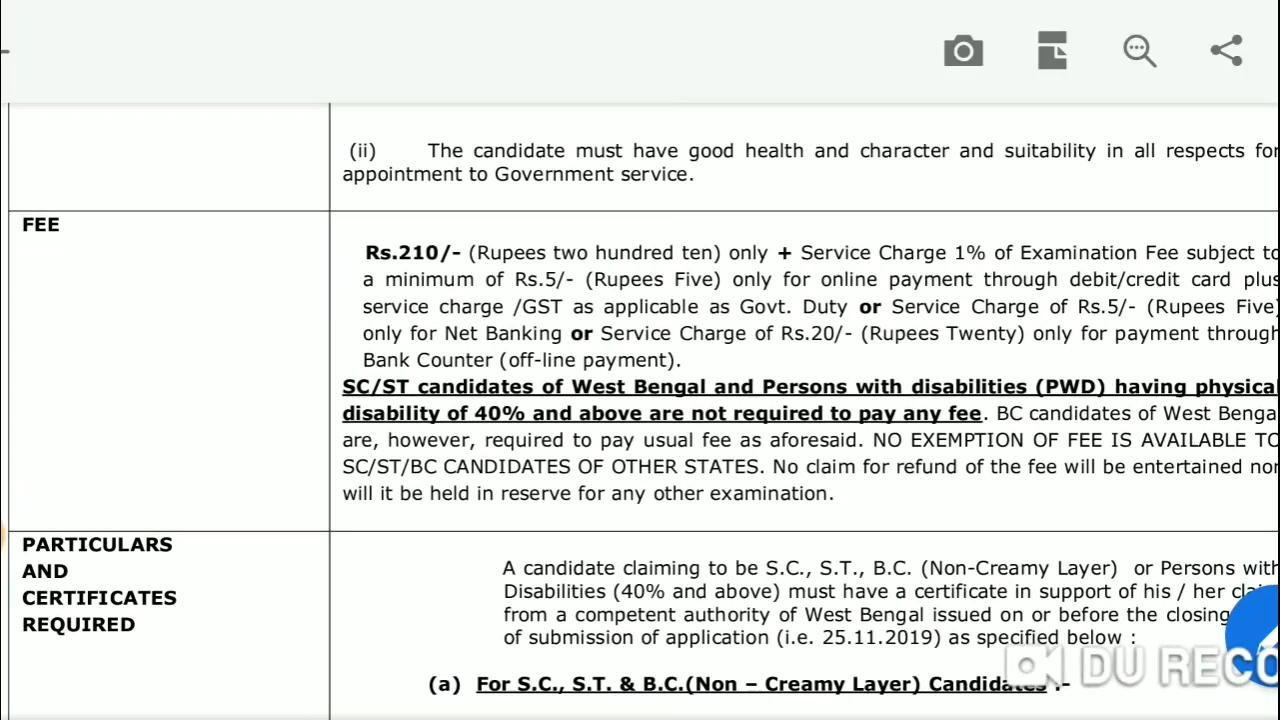 (ii) The candidate must have good health and character and suitability in all respects for
appointment to Government service.
FEE
Rs.210/- (Rupees two hundred ten) only + Service Charge 1% of Examination Fee subject to
a minimum of Rs.5/- (Rupees Five) only for online payment through debit/credit card plus
service charge /GST as applicable as Govt. Duty or Service Charge of Rs.5/- (Rupees Five)
only for Net Banking or Service Charge of Rs.20/- (Rupees Twenty) only for payment through
Bank Counter (off-line payment).
SC/ST candidates of West Bengal and Persons with disabilities (PWD) having physical
disability of 40% and above are not required to pay any fee. BC candidates of West Benga
are, however, required to pay usual fee as aforesaid. NO EXEMPTION OF FEE IS AVAILABLE TO
SC/ST/BC CANDIDATES OF OTHER STATES. No claim for refund of the fee will be entertained nor
will it be held in reserve for any other examination.
PARTICULARS
AND
CERTIFICATES
REQUIRED
A candidate claiming to be S.C., S.T., B.C. (Non-Creamy Layer) or Persons with
Disabilities (40% and above) must have a certificate in support of his / her
from a competent authority of West Bengal issued on or before the closing
of submission of application (i.e. 25.11.2019) as specified below :
(a) For S.C., S.T. & B.C.(Non – Creamy Layer) Candidates :-
DU RECO